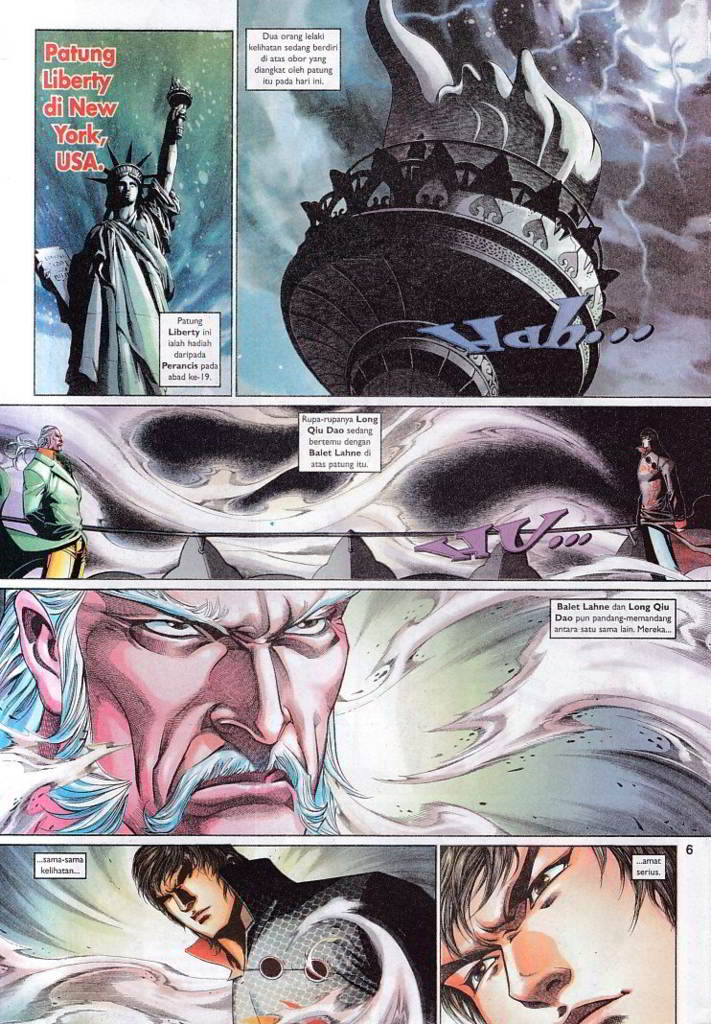 Patung
Liberty
di New
York,
USA.
Patung
Liberty ini
ialah hadiah
daripada
Perancis pada
abad ke-19.
Dua orang lelaki
kelihatan sedang berdiri
di atas obor yang
diangkat oleh patung
itu pada hari ini.
Hah...
Rupa-rupanya Long
Qiu Dao sedang
bertemu dengan
Balet Lahne di
atas patung itu.
Hu...
Balet Lahne dan Long Qiu
Dao pun pandang-memandang
antara satu sama lain. Mereka...
...sama-sama
kelihatan...
...amat
serius.
6